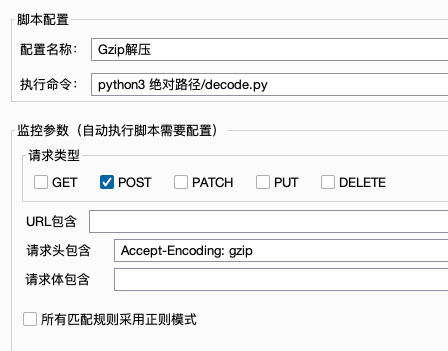 脚本配置
配置名称： Gzip解压
执行命令： python3 绝对路径/decode.py
监控参数（自动执行脚本需要配置）
请求类型
GET POST PATCH PUT DELETE
URL包含
请求头包含 Accept-Encoding: gzip
请求体包含
所有匹配规则采用正则模式